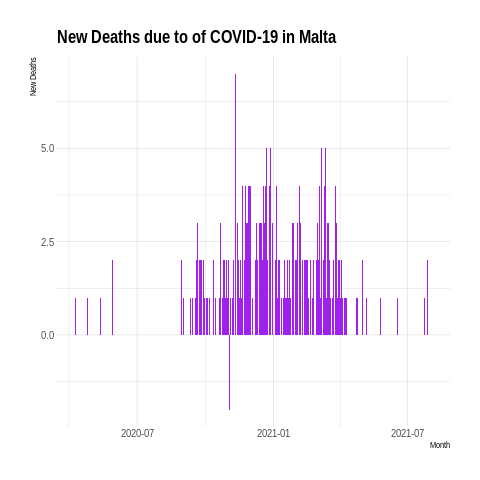 New Deaths due to of COVID-19 in Malta
New Deaths
5.0
2.5
0.0
2020-07
2021-01
2021-07
Month